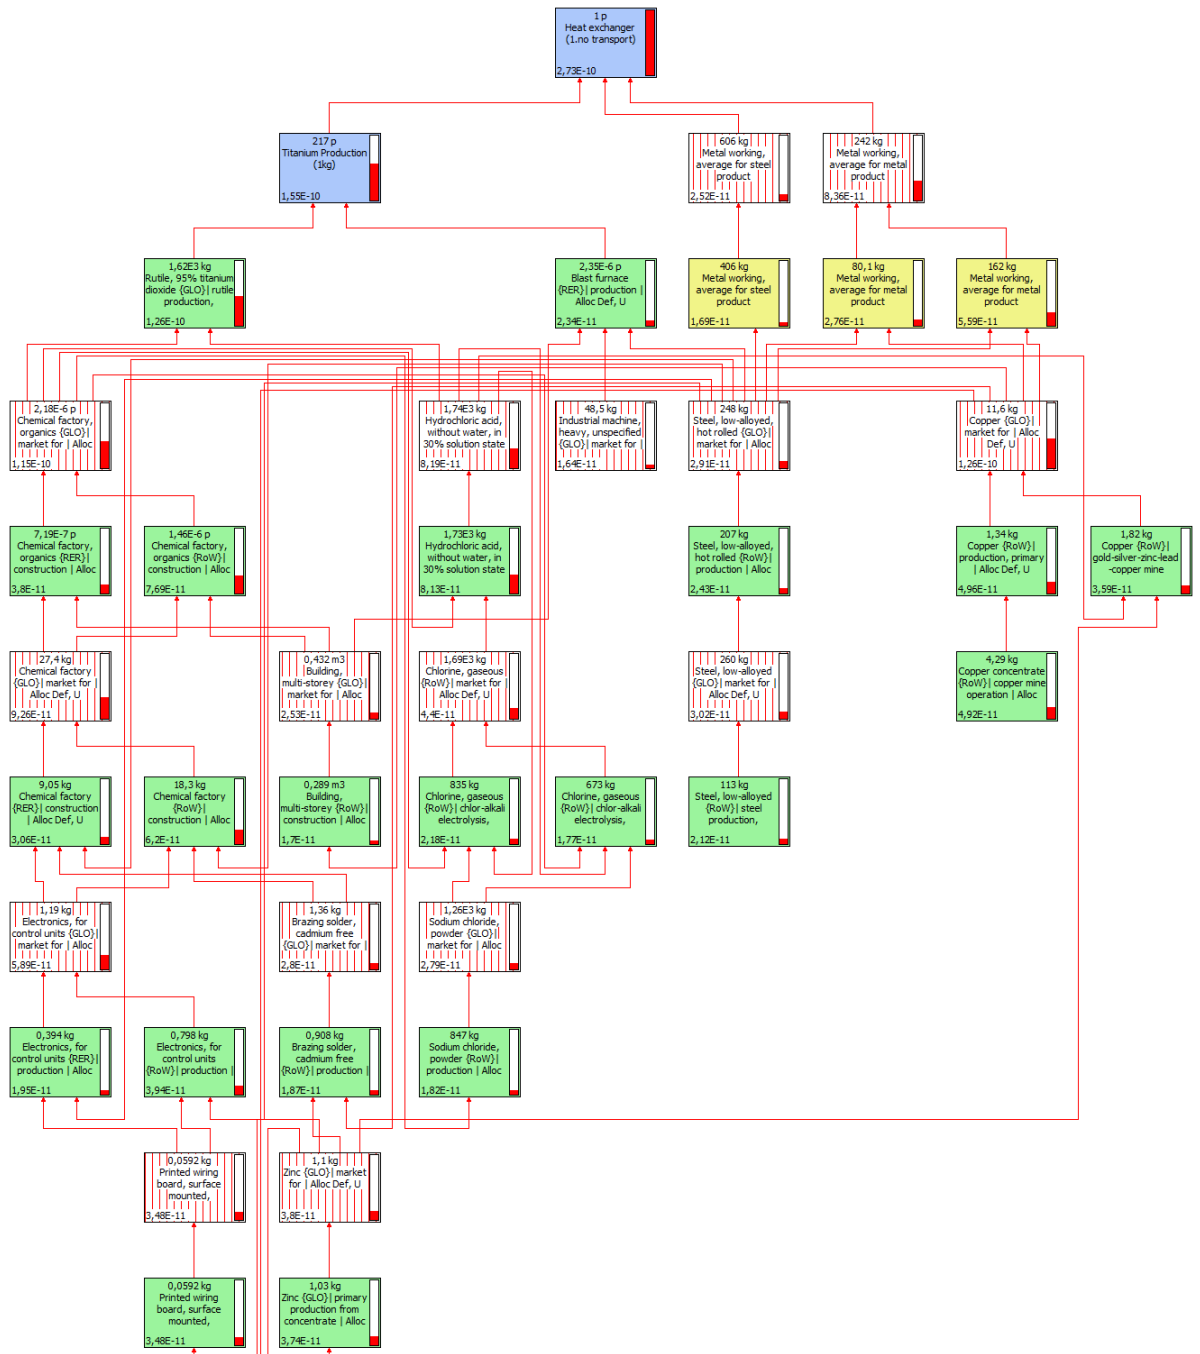 1 p
Heat exchanger
(1.no transport)
2,73E-10
217 p
Titanium Production
(1kg)
1,55E-10
606 kg
Metal working,
average for steel
product
2,52E-11
242 kg
Metal working,
average for metal
product
8,36E-11
1,62E3 kg
Rutile, 95% titanium
dioxide {GLO}| rutile
production,
1,26E-10
2,35E-6 p
Blast furnace
{RER}| production |
Alloc Def, U
2,34E-11
406 kg
Metal working,
average for steel
product
1,69E-11
80,1 kg
Metal working,
average for metal
product
2,76E-11
162 kg
Metal working,
average for metal
product
5,59E-11
2,18E-6 p
Chemical factory,
organics {GLO}|
market for | Alloc
1,15E-10
1,74E3 kg
Hydrochloric acid,
without water, in
30% solution state
8,19E-11
48,5 kg
Industrial machine,
heavy, unspecified
{GLO}| market for |
1,64E-11
248 kg
Steel, low-alloyed,
hot rolled {GLO}|
market for | Alloc
2,91E-11
11,6 kg
Copper {GLO}|
market for | Alloc
Def, U
1,26E-10
7,19E-7 p
Chemical factory,
organics {RER}|
construction | Alloc
3,8E-11
1,46E-6 p
Chemical factory,
organics {RoW}|
construction | Alloc
7,69E-11
1,73E3 kg
Hydrochloric acid,
without water, in
30% solution state
8,13E-11
207 kg
Steel, low-alloyed,
hot rolled {RoW}|
production | Alloc
2,43E-11
1,34 kg
Copper {RoW}|
production, primary
| Alloc Def, U
4,96E-11
1,82 kg
Copper {RoW}|
gold-silver-zinc-lead
-copper mine
3,59E-11
27,4 kg
Chemical factory
{GLO}| market for |
Alloc Def, U
9,26E-11
0,432 m3
Building,
multi-storey {GLO}|
market for | Alloc
2,53E-11
1,69E3 kg
Chlorine, gaseous
{RoW}| market for |
Alloc Def, U
4,4E-11
260 kg
Steel, low-alloyed
{GLO}| market for |
Alloc Def, U
3,02E-11
4,29 kg
Copper concentrate
{RoW}| copper mine
operation | Alloc
4,92E-11
9,05 kg
Chemical factory
{RER}| construction
| Alloc Def, U
3,06E-11
18,3 kg
Chemical factory
{RoW}|
construction | Alloc
6,2E-11
0,289 m3
Building,
multi-storey {RoW}|
construction | Alloc
1,7E-11
835 kg
Chlorine, gaseous
{RoW}| chlor-alkali
electrolysis,
2,18E-11
673 kg
Chlorine, gaseous
{RoW}| chlor-alkali
electrolysis,
1,77E-11
113 kg
Steel, low-alloyed
{RoW}| steel
production,
2,12E-11
1,19 kg
Electronics, for
control units {GLO}|
market for | Alloc
5,89E-11
1,36 kg
Brazing solder,
cadmium free
{GLO}| market for |
2,8E-11
1,26E3 kg
Sodium chloride,
powder {GLO}|
market for | Alloc
2,79E-11
0,394 kg
Electronics, for
control units {RER}|
production | Alloc
1,95E-11
0,798 kg
Electronics, for
control units
{RoW}| production |
3,94E-11
0,908 kg
Brazing solder,
cadmium free
{RoW}| production |
1,87E-11
847 kg
Sodium chloride,
powder {RoW}|
production | Alloc
1,82E-11
0,0592 kg
Printed wiring
board, surface
mounted,
3,48E-11
1,1 kg
Zinc {GLO}| market
for | Alloc Def, U
3,8E-11
0,0592 kg
Printed wiring
board, surface
mounted,
3,48E-11
1,03 kg
Zinc {GLO}| primary
production from
concentrate | Alloc
3,74E-11